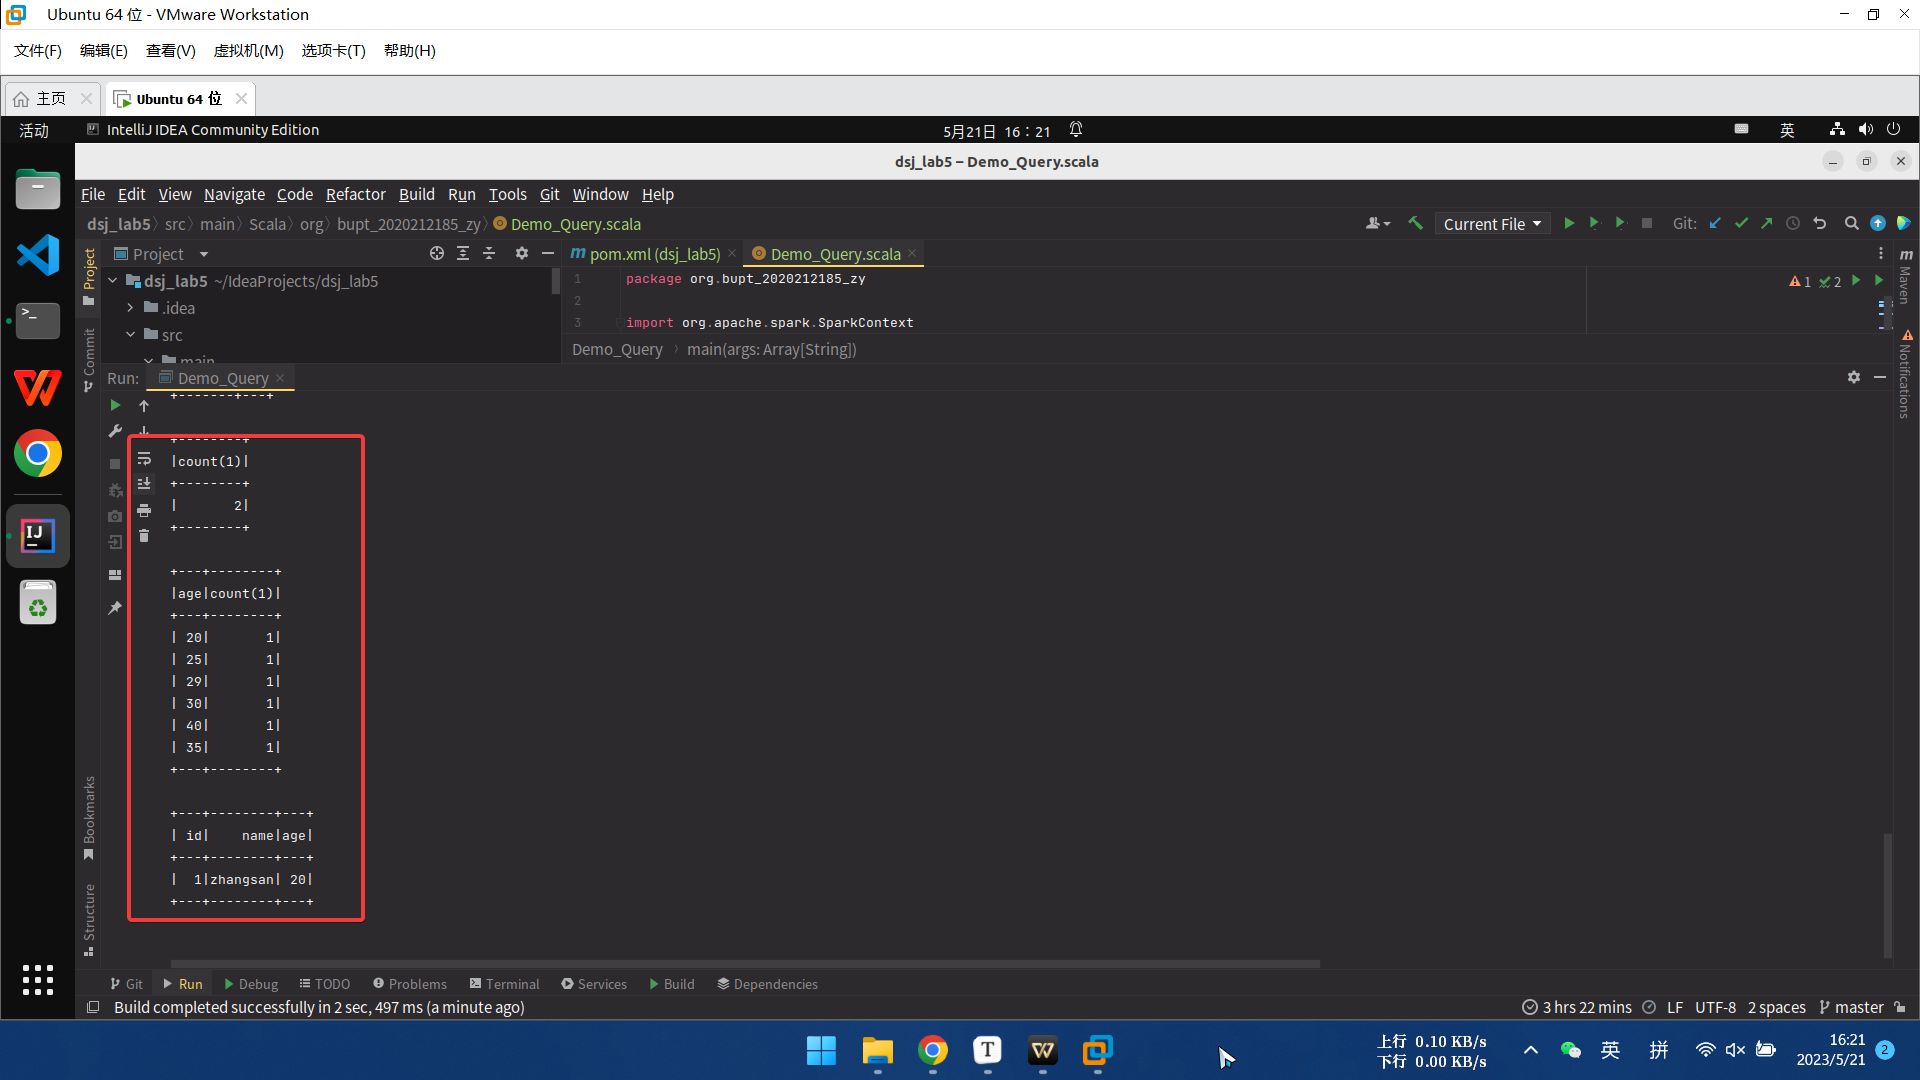 Ubuntu 64 位 - VMware Workstation
文件(F) 编辑(E) 查看(V) 虚拟机(M) 选项卡(T) 帮助(H)
主页 Ubuntu 64 位
活动 IntelliJ IDEA Community Edition 5月21日 16：21 英
dsj_lab5 – Demo_Query.scala
File Edit View Navigate Code Refactor Build Run Tools Git Window Help
dsj_lab5 src main Scala org bupt_2020212185_zy Demo_Query.scala Current File Git:
Project pom.xml (dsj_lab5) Demo_Query.scala
Project
dsj_lab5 ~/IdeaProjects/dsj_lab5
.idea
src
main
Commit
1 package org.bupt_2020212185_zy
2
3 import org.apache.spark.SparkContext
1 2
Demo_Query main(args: Array[String])
Maven
Notifications
Run: Demo_Query
+-------+---+
+--------+
|count(1)|
+--------+
|       2|
+--------+
+---+--------+
|age|count(1)|
+---+--------+
| 20|       1|
| 25|       1|
| 29|       1|
| 30|       1|
| 40|       1|
| 35|       1|
+---+--------+
+---+--------+---+
| id|    name|age|
+---+--------+---+
|  1|zhangsan| 20|
+---+--------+---+
Bookmarks
Structure
Git Run Debug TODO Problems Terminal Services Build Dependencies
Build completed successfully in 2 sec, 497 ms (a minute ago) 3 hrs 22 mins LF UTF-8 2 spaces master
上行 0.10 KB/s
下行 0.00 KB/s
英 拼
16:21
2023/5/21
2